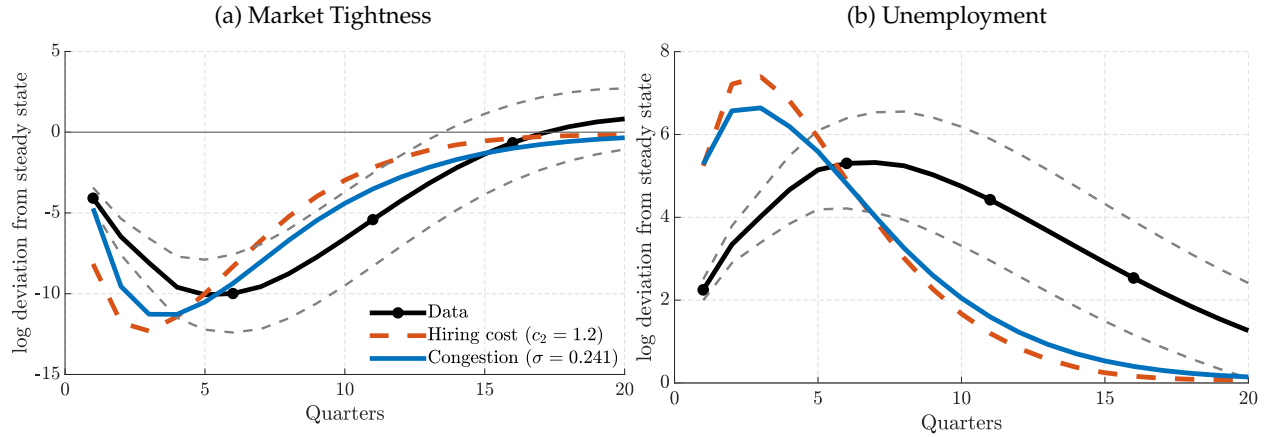 (a) Market Tightness
log deviation from steady state
5
0
-5
-10
-15
0
5
10
15
20
Quarters
Data
Hiring cost (c₂ = 1.2)
Congestion (σ = 0.241)
(b) Unemployment
log deviation from steady state
8
6
4
2
0
0
5
10
15
20
Quarters